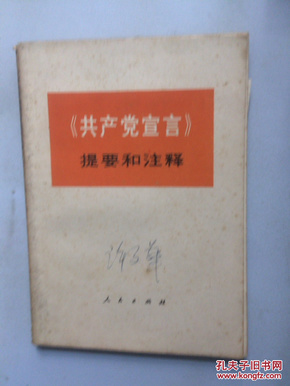 《共产党宣言》
提要和注释
人民出版社
孔夫子旧书网